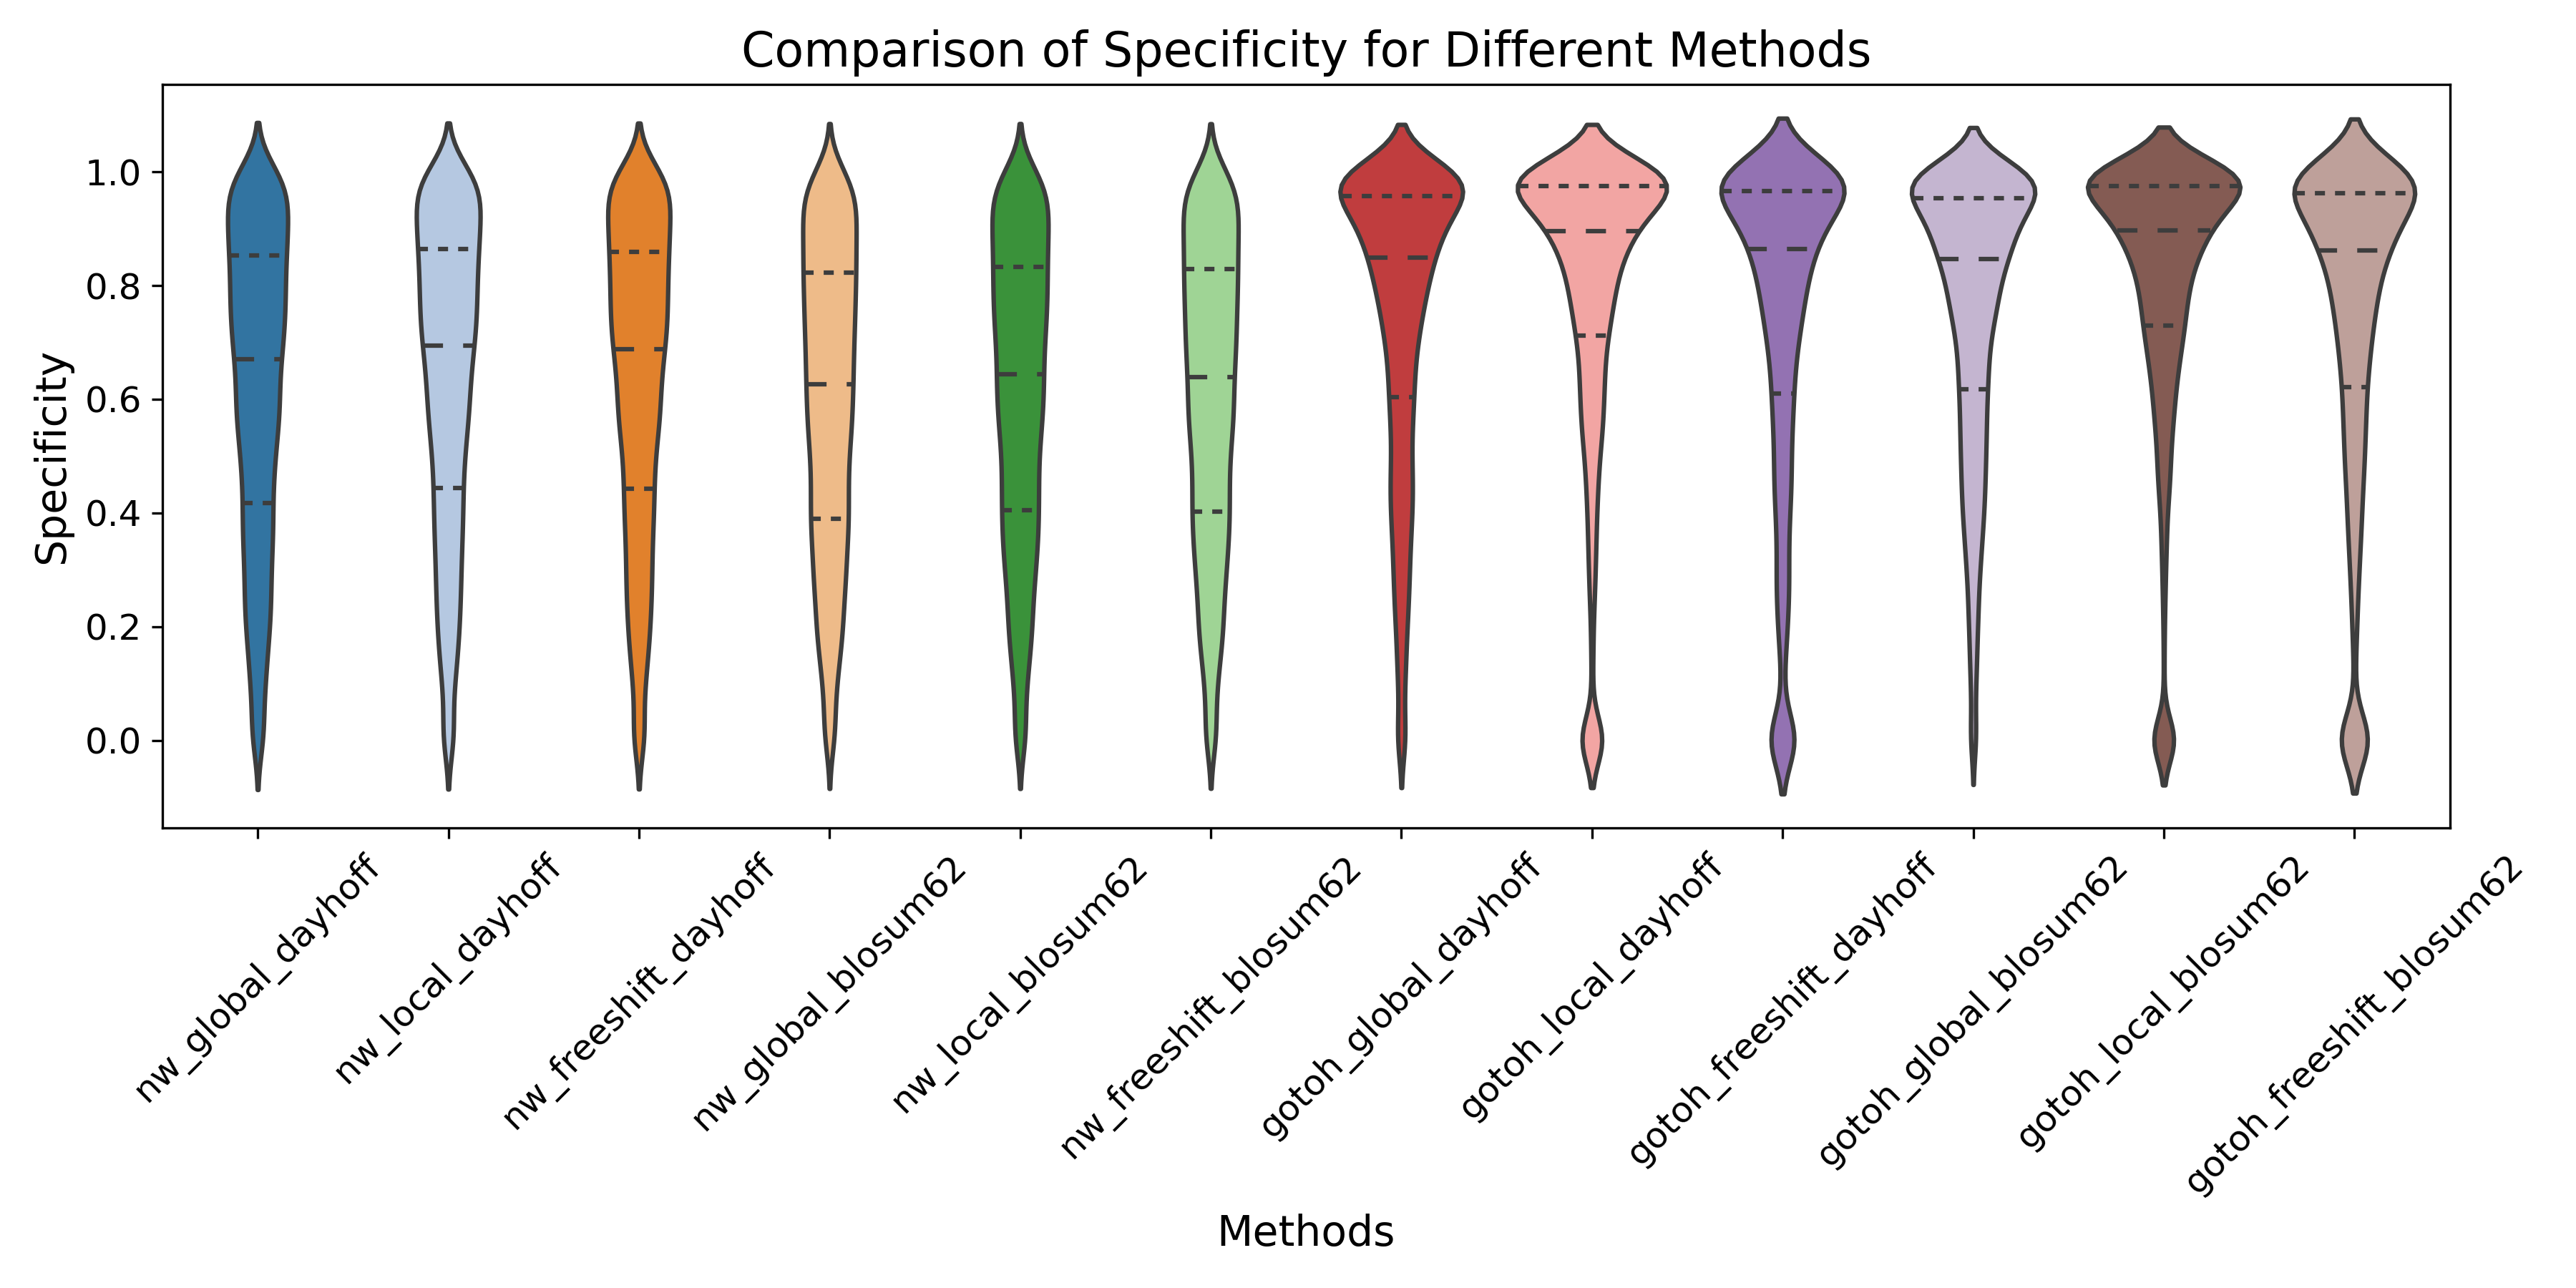 Comparison of Specificity for Different Methods
Specificity
1.0
0.8
0.6
0.4
0.2
0.0
nw_global_dayhoff
nw_local_dayhoff
nw_freeshift_dayhoff
nw_global_blosum62
nw_local_blosum62
nw_freeshift_blosum62
gotoh_global_dayhoff
gotoh_local_dayhoff
gotoh_freeshift_dayhoff
gotoh_global_blosum62
gotoh_local_blosum62
gotoh_freeshift_blosum62
Methods